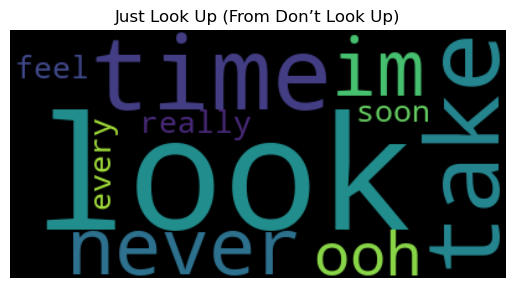 Just Look Up (From Don’t Look Up)
feel time im take
really soon
every look
never ooh